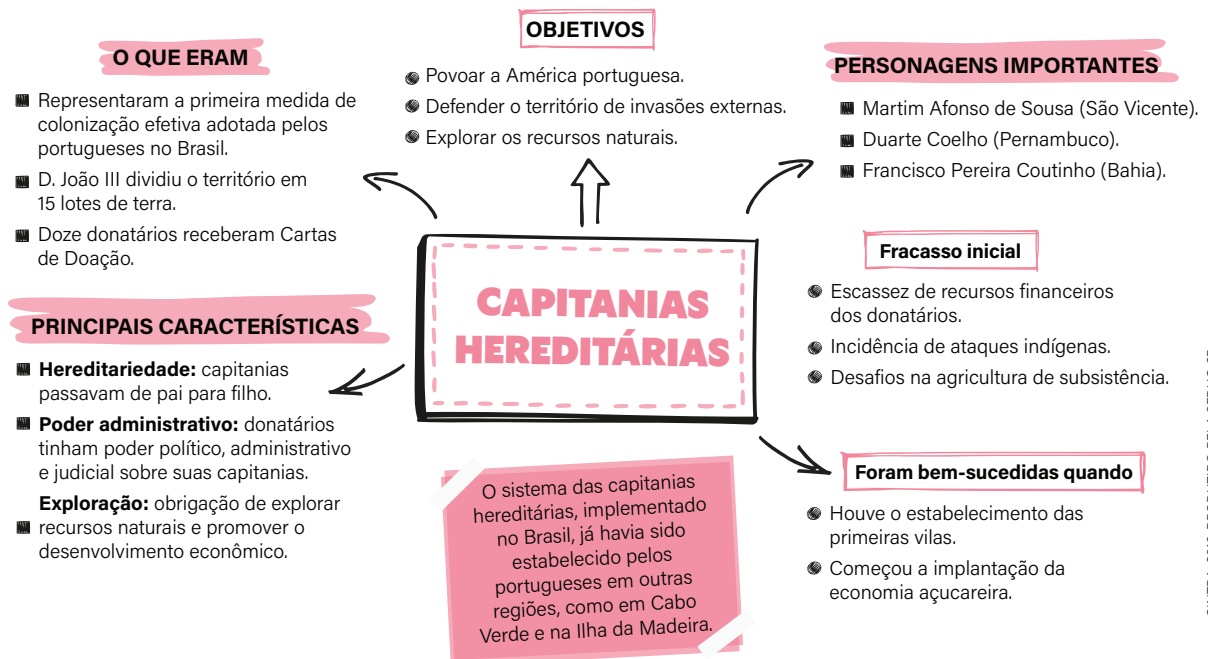 O QUE ERAM
Representaram a primeira medida de
colonização efetiva adotada pelos
portugueses no Brasil.
D. João III dividiu o território em
15 lotes de terra.
Doze donatários receberam Cartas
de Doação.
OBJETIVOS
Povoar a América portuguesa.
Defender o território de invasões externas.
Explorar os recursos naturais.
PERSONAGENS IMPORTANTES
Martim Afonso de Sousa (São Vicente).
Duarte Coelho (Pernambuco).
Francisco Pereira Coutinho (Bahia).
CAPITANIAS
HEREDITÁRIAS
PRINCIPAIS CARACTERÍSTICAS
Hereditariedade: capitanias
passavam de pai para filho.
Poder administrativo: donatários
tinham poder político, administrativo
e judicial sobre suas capitanias.
Exploração: obrigação de explorar
recursos naturais e promover o
desenvolvimento econômico.
O sistema das capitanias
hereditárias, implementado
no Brasil, já havia sido
estabelecido pelos
portugueses em outras
regiões, como em Cabo
Verde e na Ilha da Madeira.
Fracasso inicial
Escassez de recursos financeiros
dos donatários.
Incidência de ataques indígenas.
Desafios na agricultura de subsistência.
Foram bem-sucedidas quando
Houve o estabelecimento das
primeiras vilas.
Começou a implantação da
economia açucareira.